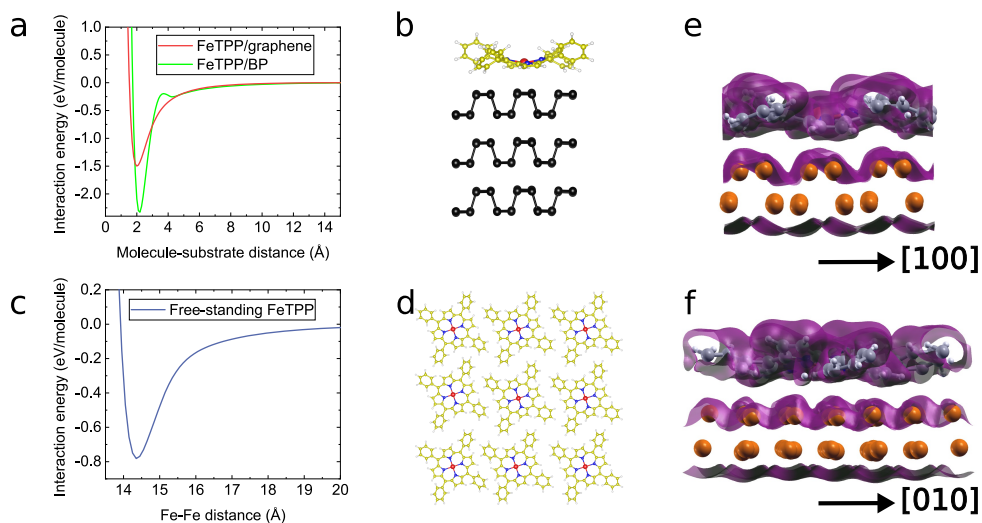 a
1.0
0.5
0.0
−0.5
−1.0
−1.5
−2.0
0 2 4 6 8 10 12 14
Interaction energy (eV/molecule)
Molecule-substrate distance (Å)
FeTPP/graphene
FeTPP/BP
b
c
0.2
0.0
−0.2
−0.4
−0.6
−0.8
14 15 16 17 18 19 20
Interaction energy (eV/molecule)
Fe-Fe distance (Å)
Free-standing FeTPP
d
e
[100]
f
[010]